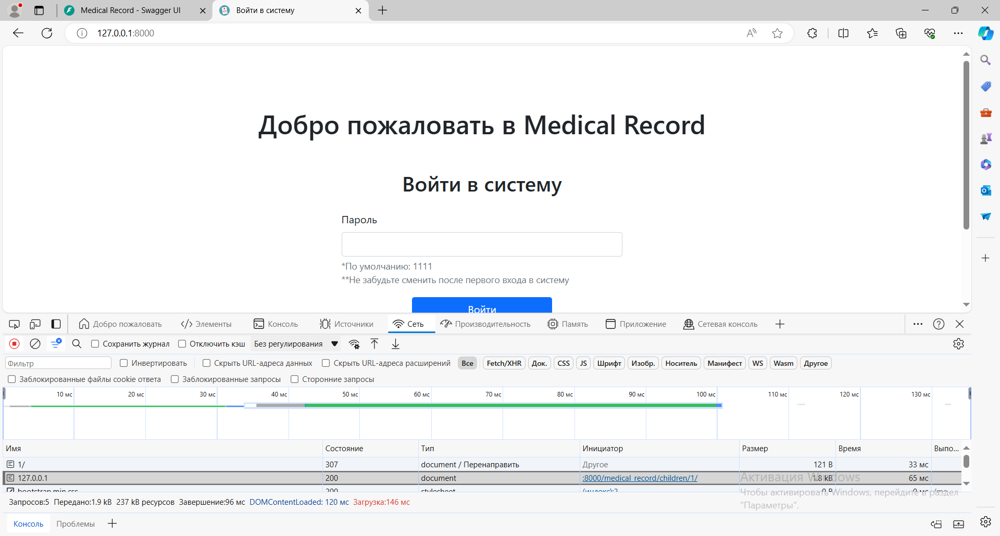 Medical Record - Swagger UI
Войти в систему
127.0.0.1:8000
Добро пожаловать в Medical Record
Войти в систему
Пароль
*По умолчанию: 1111
**Не забудьте сменить после первого входа в систему
Войти
Добро пожаловать
Элементы
Консоль
Источники
Сеть
Производительность
Память
Приложение
Сетевая консоль
Сохранить журнал
Отключить кэш
Без регулирования
Фильтр
Инвертировать
Скрыть URL-адреса данных
Скрыть URL-адреса расширений
Все
Fetch/XHR
Док.
CSS
JS
Шрифт
Изобр.
Носитель
Манифест
WS
Wasm
Другое
Заблокированные файлы cookie ответа
Заблокированные запросы
Сторонние запросы
10 мс 20 мс 30 мс 40 мс 50 мс 60 мс 70 мс 80 мс 90 мс 100 мс 110 мс 120 мс 130 мс
Имя Состояние Тип Инициатор Размер Время Выпо...
1/ 307 document / Перенаправить Другое 121 B 33 мс
127.0.0.1 200 document :8000/medical_record/children/1/ 1.8 kB 65 мс
bootstrap.min.css 200 stylesheet (индекс):2 0 B 0 мс
Активация Windows
Чтобы активировать Windows, перейдите в раздел
"Параметры".
Запросов:5 Передано:1.9 kB 237 kB ресурсов Завершение:96 мс DOMContentLoaded: 120 мс Загрузка:146 мс
Консоль
Проблемы